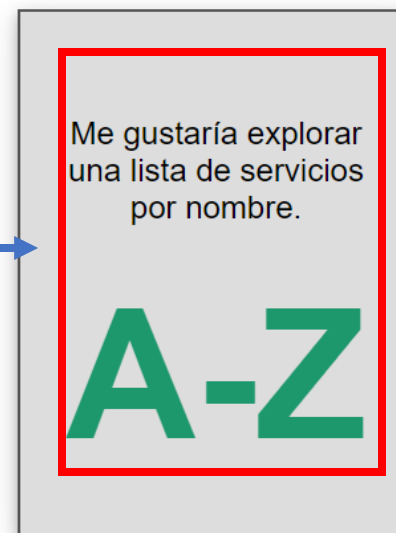 Me gustaría explorar
una lista de servicios
por nombre.
A-Z